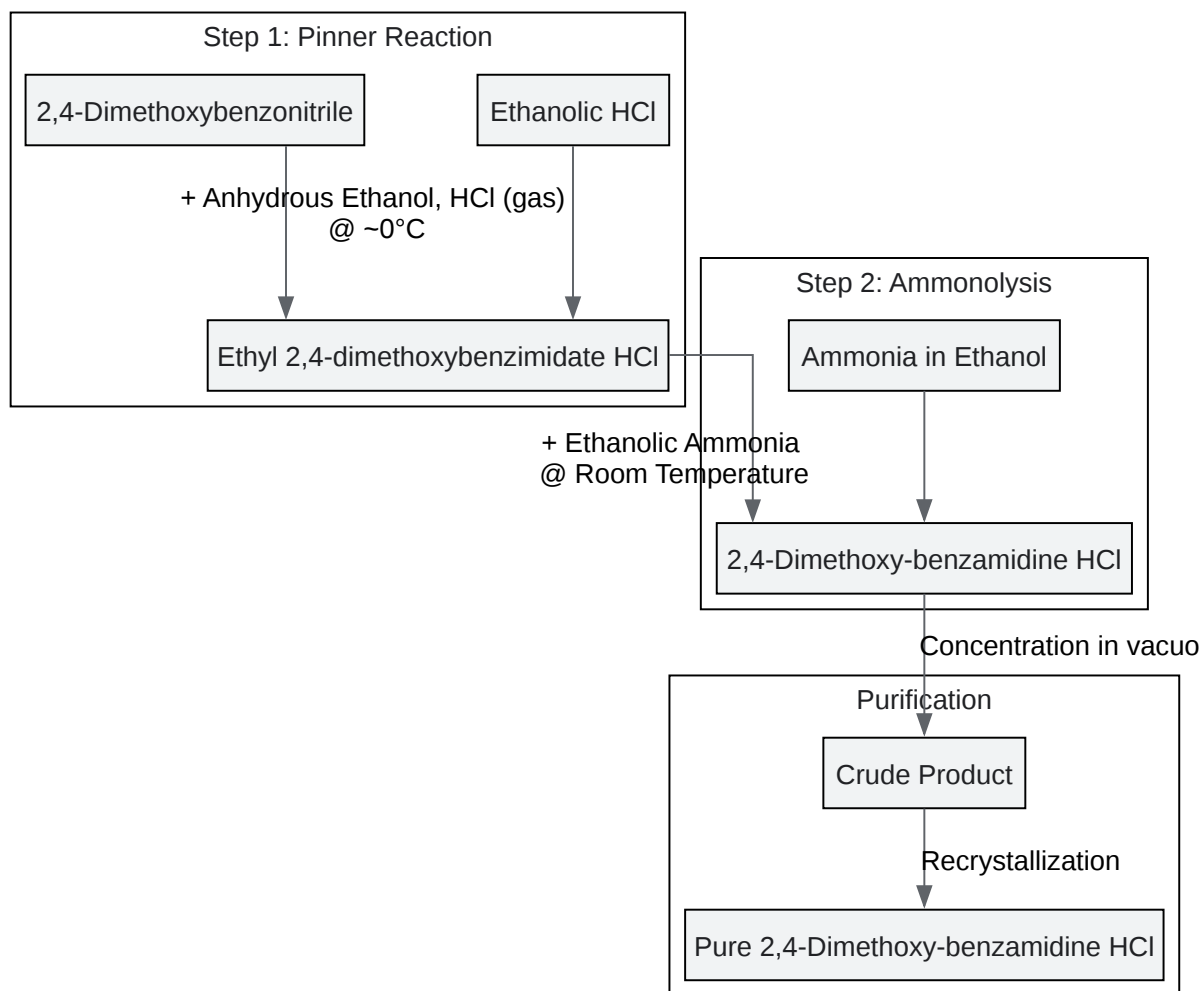 Step 1: Pinner Reaction
2,4-Dimethoxybenzonitrile
Ethanolic HCl
+ Anhydrous Ethanol, HCl (gas)
@ ~0°C
Ethyl 2,4-dimethoxybenzimidate HCl
Step 2: Ammonolysis
Ammonia in Ethanol
+ Ethanolic Ammonia
@ Room Temperature
2,4-Dimethoxy-benzamidine HCl
Concentration in vacuo
Purification
Crude Product
Recrystallization
Pure 2,4-Dimethoxy-benzamidine HCl